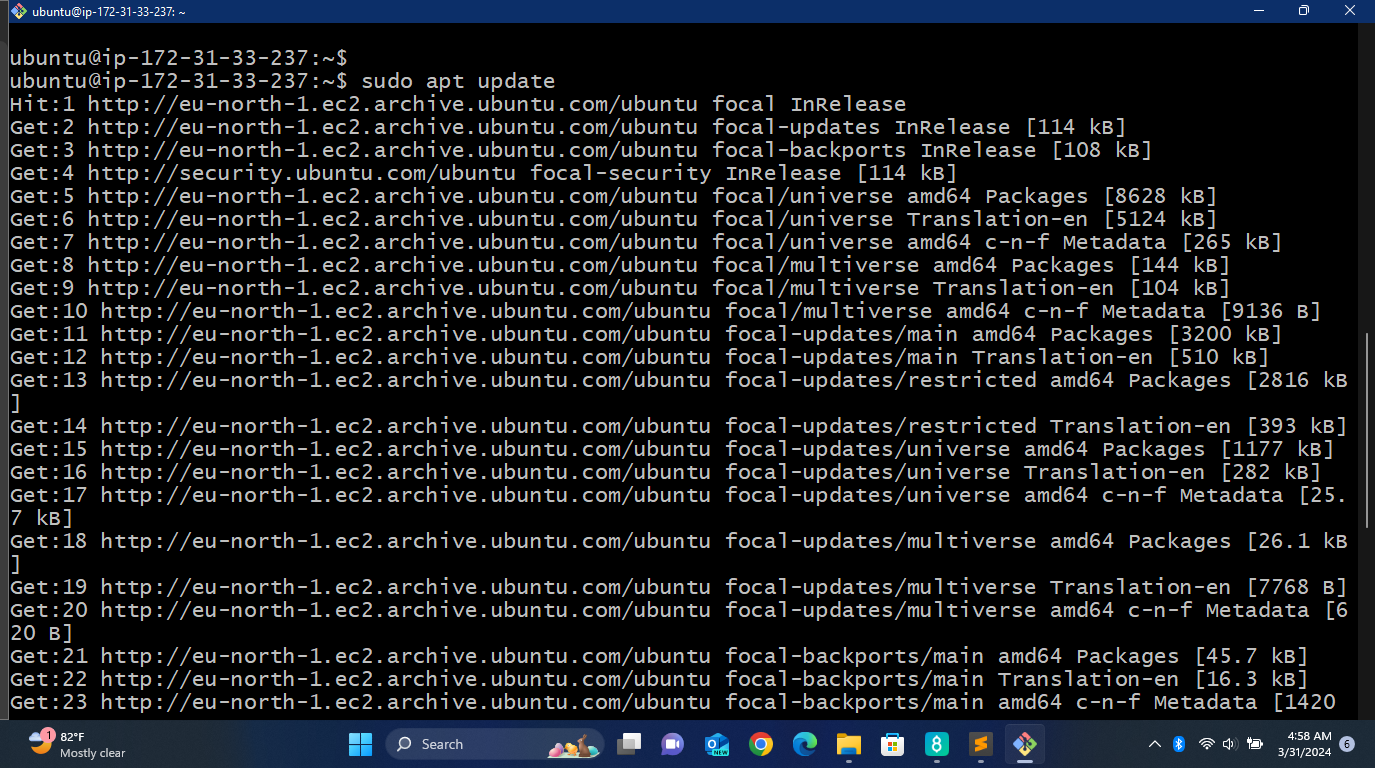 ubuntu@ip-172-31-33-237: ~
ubuntu@ip-172-31-33-237:~$
ubuntu@ip-172-31-33-237:~$ sudo apt update
Hit:1 http://eu-north-1.ec2.archive.ubuntu.com/ubuntu focal InRelease
Get:2 http://eu-north-1.ec2.archive.ubuntu.com/ubuntu focal-updates InRelease [114 kB]
Get:3 http://eu-north-1.ec2.archive.ubuntu.com/ubuntu focal-backports InRelease [108 kB]
Get:4 http://security.ubuntu.com/ubuntu focal-security InRelease [114 kB]
Get:5 http://eu-north-1.ec2.archive.ubuntu.com/ubuntu focal/universe amd64 Packages [8628 kB]
Get:6 http://eu-north-1.ec2.archive.ubuntu.com/ubuntu focal/universe Translation-en [5124 kB]
Get:7 http://eu-north-1.ec2.archive.ubuntu.com/ubuntu focal/universe amd64 c-n-f Metadata [265 kB]
Get:8 http://eu-north-1.ec2.archive.ubuntu.com/ubuntu focal/multiverse amd64 Packages [144 kB]
Get:9 http://eu-north-1.ec2.archive.ubuntu.com/ubuntu focal/multiverse Translation-en [104 kB]
Get:10 http://eu-north-1.ec2.archive.ubuntu.com/ubuntu focal/multiverse amd64 c-n-f Metadata [9136 B]
Get:11 http://eu-north-1.ec2.archive.ubuntu.com/ubuntu focal-updates/main amd64 Packages [3200 kB]
Get:12 http://eu-north-1.ec2.archive.ubuntu.com/ubuntu focal-updates/main Translation-en [510 kB]
Get:13 http://eu-north-1.ec2.archive.ubuntu.com/ubuntu focal-updates/restricted amd64 Packages [2816 kB
]
Get:14 http://eu-north-1.ec2.archive.ubuntu.com/ubuntu focal-updates/restricted Translation-en [393 kB]
Get:15 http://eu-north-1.ec2.archive.ubuntu.com/ubuntu focal-updates/universe amd64 Packages [1177 kB]
Get:16 http://eu-north-1.ec2.archive.ubuntu.com/ubuntu focal-updates/universe Translation-en [282 kB]
Get:17 http://eu-north-1.ec2.archive.ubuntu.com/ubuntu focal-updates/universe amd64 c-n-f Metadata [25.
7 kB]
Get:18 http://eu-north-1.ec2.archive.ubuntu.com/ubuntu focal-updates/multiverse amd64 Packages [26.1 kB
]
Get:19 http://eu-north-1.ec2.archive.ubuntu.com/ubuntu focal-updates/multiverse Translation-en [7768 B]
Get:20 http://eu-north-1.ec2.archive.ubuntu.com/ubuntu focal-updates/multiverse amd64 c-n-f Metadata [6
20 B]
Get:21 http://eu-north-1.ec2.archive.ubuntu.com/ubuntu focal-backports/main amd64 Packages [45.7 kB]
Get:22 http://eu-north-1.ec2.archive.ubuntu.com/ubuntu focal-backports/main Translation-en [16.3 kB]
Get:23 http://eu-north-1.ec2.archive.ubuntu.com/ubuntu focal-backports/main amd64 c-n-f Metadata [1420
1
82°F
Mostly clear
Search
NEW
8
4:58 AM
3/31/2024
6